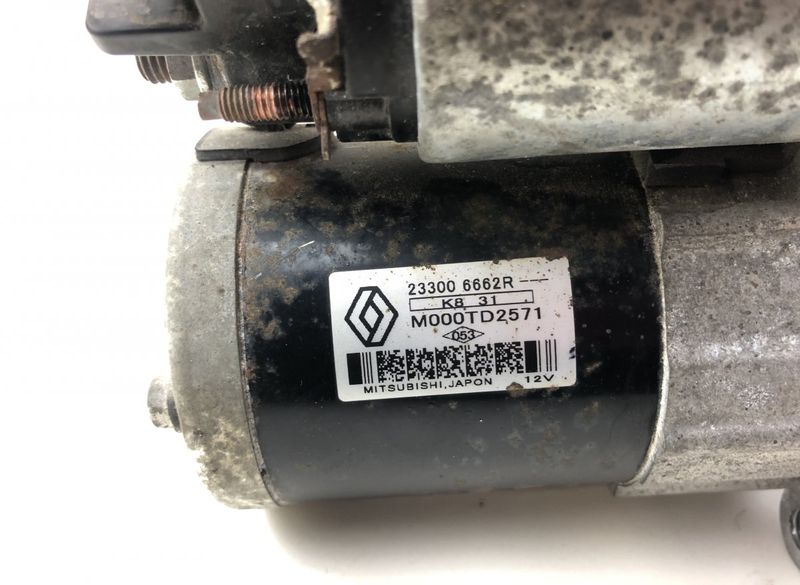 23300 6662R---
K8 31 .
M000TD2571
053
MITSUBISHI,JAPON 12V